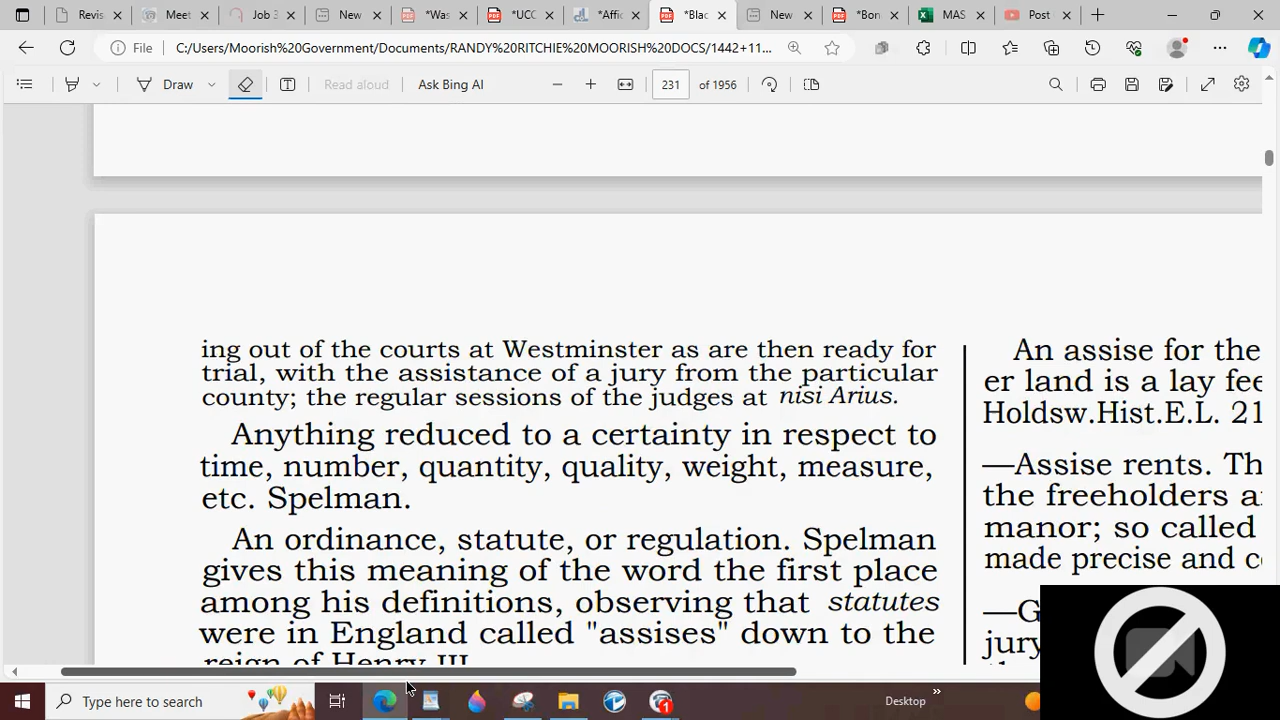 Revis
Meet
Job 3
New
*Was
*UCC
*Affic
*Blac
New
*Bon
MAS
Post
File
C:/Users/Moorish%20Government/Documents/RANDY%20RITCHIE%20MOORISH%20DOCS/1442+11...
Draw
Read aloud
Ask Bing AI
231 of 1956
ing out of the courts at Westminster as are then ready for
trial, with the assistance of a jury from the particular
county; the regular sessions of the judges at nisi Arius.
Anything reduced to a certainty in respect to
time, number, quantity, quality, weight, measure,
etc. Spelman.
An ordinance, statute, or regulation. Spelman
gives this meaning of the word the first place
among his definitions, observing that statutes
were in England called "assises" down to the
reign of Henry III
An assise for the
er land is a lay fee
Holdsw.Hist.E.L. 21
—Assise rents. Th
the freeholders a
manor; so called
made precise and c
—G
jury
Type here to search
Desktop